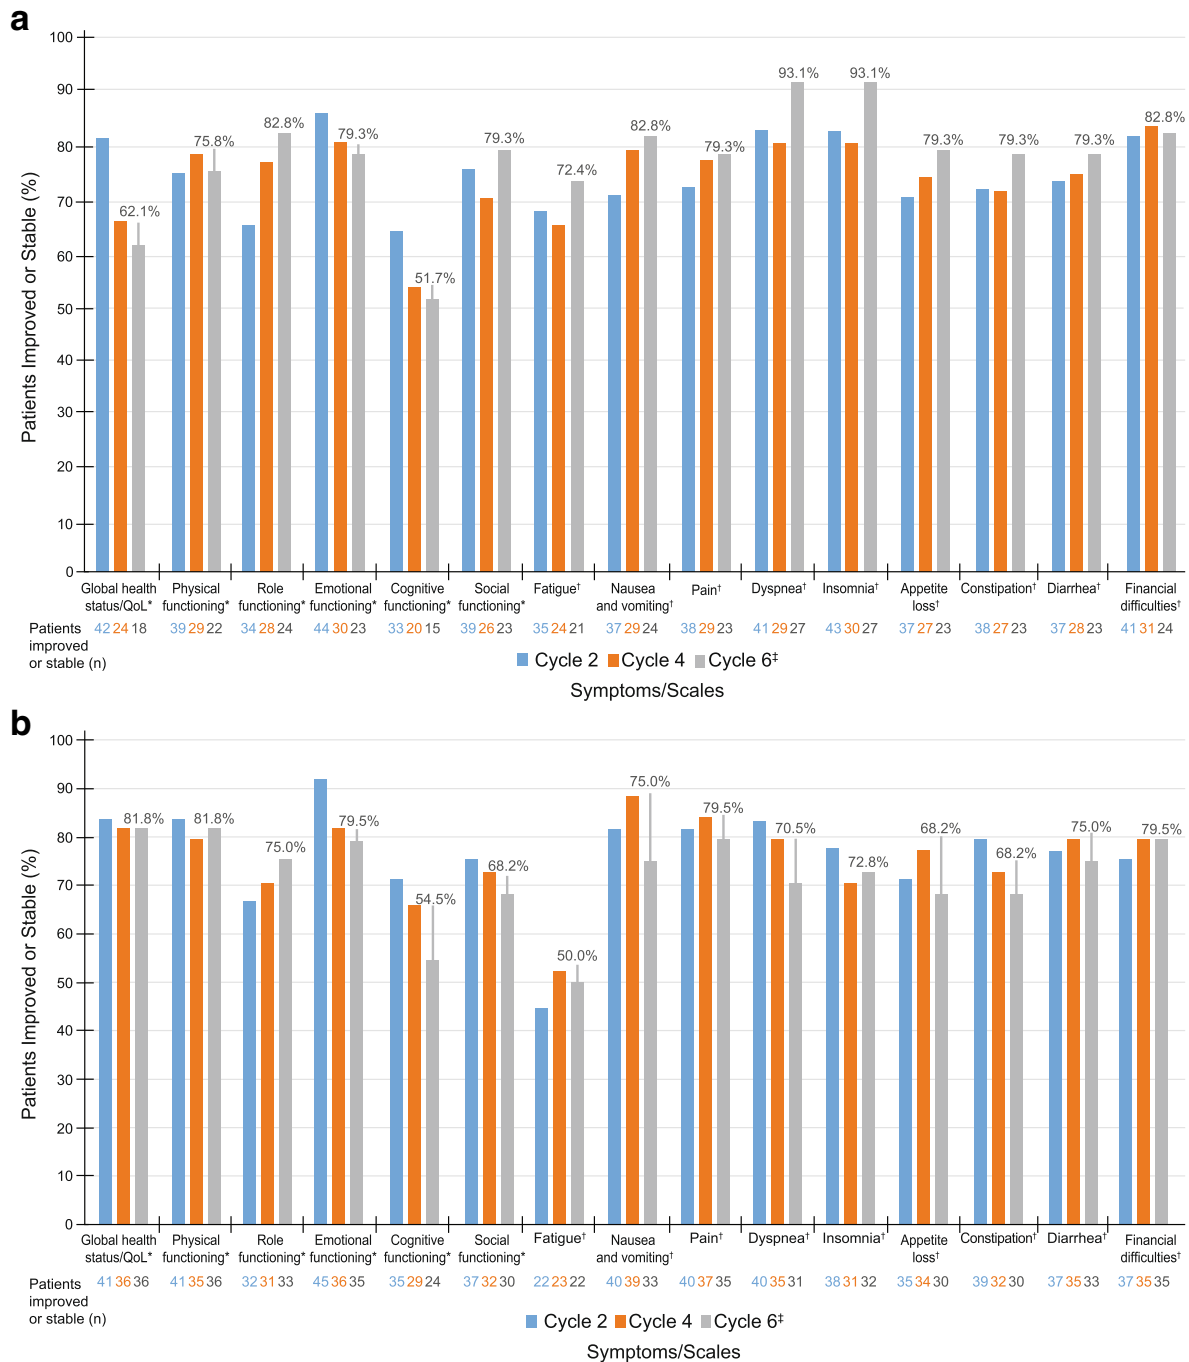 a
100
90
80
70
60
50
40
30
20
10
0
Patients Improved or Stable (%)
62.1%
75.8%
82.8%
79.3%
51.7%
79.3%
72.4%
82.8%
79.3%
93.1%
93.1%
79.3%
79.3%
79.3%
82.8%
Global health status/QoL*
Physical functioning*
Role functioning*
Emotional functioning*
Cognitive functioning*
Social functioning*
Fatigue†
Nausea and vomiting†
Pain†
Dyspnea†
Insomnia†
Appetite loss†
Constipation†
Diarrhea†
Financial difficulties†
Patients improved or stable (n)
42 24 18 39 29 22 34 28 24 44 30 23 33 20 15 39 26 23 35 24 21 37 29 24 38 29 23 41 29 27 43 30 27 37 27 23 38 27 23 37 28 23 41 31 24
Cycle 2 Cycle 4 Cycle 6‡
Symptoms/Scales
b
100
90
80
70
60
50
40
30
20
10
0
Patients Improved or Stable (%)
81.8%
81.8%
75.0%
79.5%
54.5%
68.2%
50.0%
75.0%
79.5%
70.5%
72.8%
68.2%
68.2%
75.0%
79.5%
Global health status/QoL*
Physical functioning*
Role functioning*
Emotional functioning*
Cognitive functioning*
Social functioning*
Fatigue†
Nausea and vomiting†
Pain†
Dyspnea†
Insomnia†
Appetite loss†
Constipation†
Diarrhea†
Financial difficulties†
Patients improved or stable (n)
41 36 36 41 35 36 32 31 33 45 36 35 35 29 24 37 32 30 22 23 22 40 39 33 40 37 35 40 35 31 38 31 32 35 34 30 39 32 30 37 35 33 37 35 35
Cycle 2 Cycle 4 Cycle 6‡
Symptoms/Scales